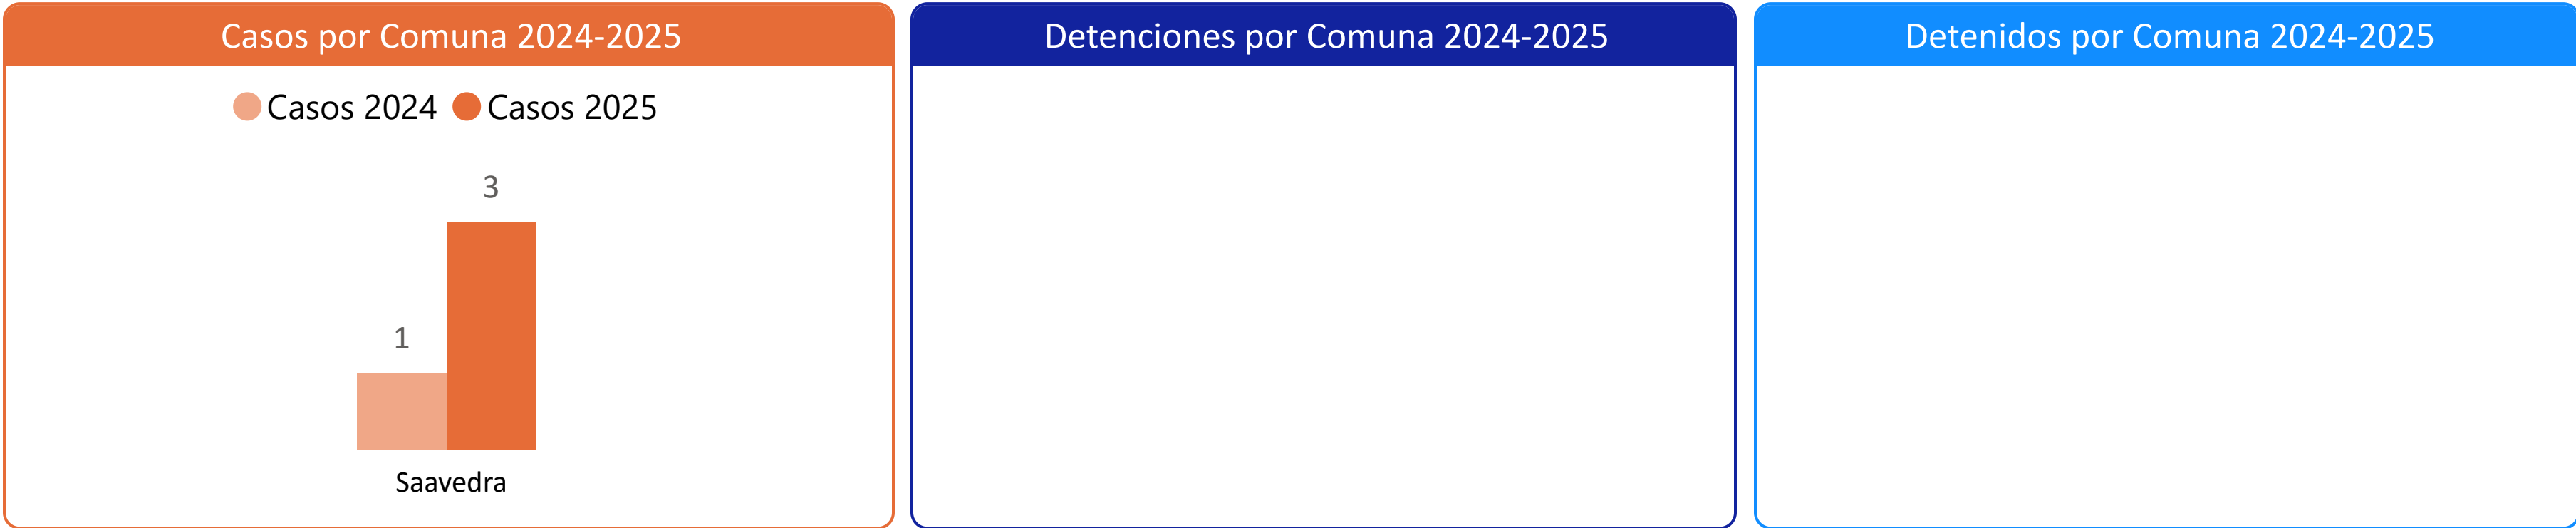 Casos por Comuna 2024-2025
Casos 2024 Casos 2025
3
1
Saavedra
Detenciones por Comuna 2024-2025
Detenidos por Comuna 2024-2025